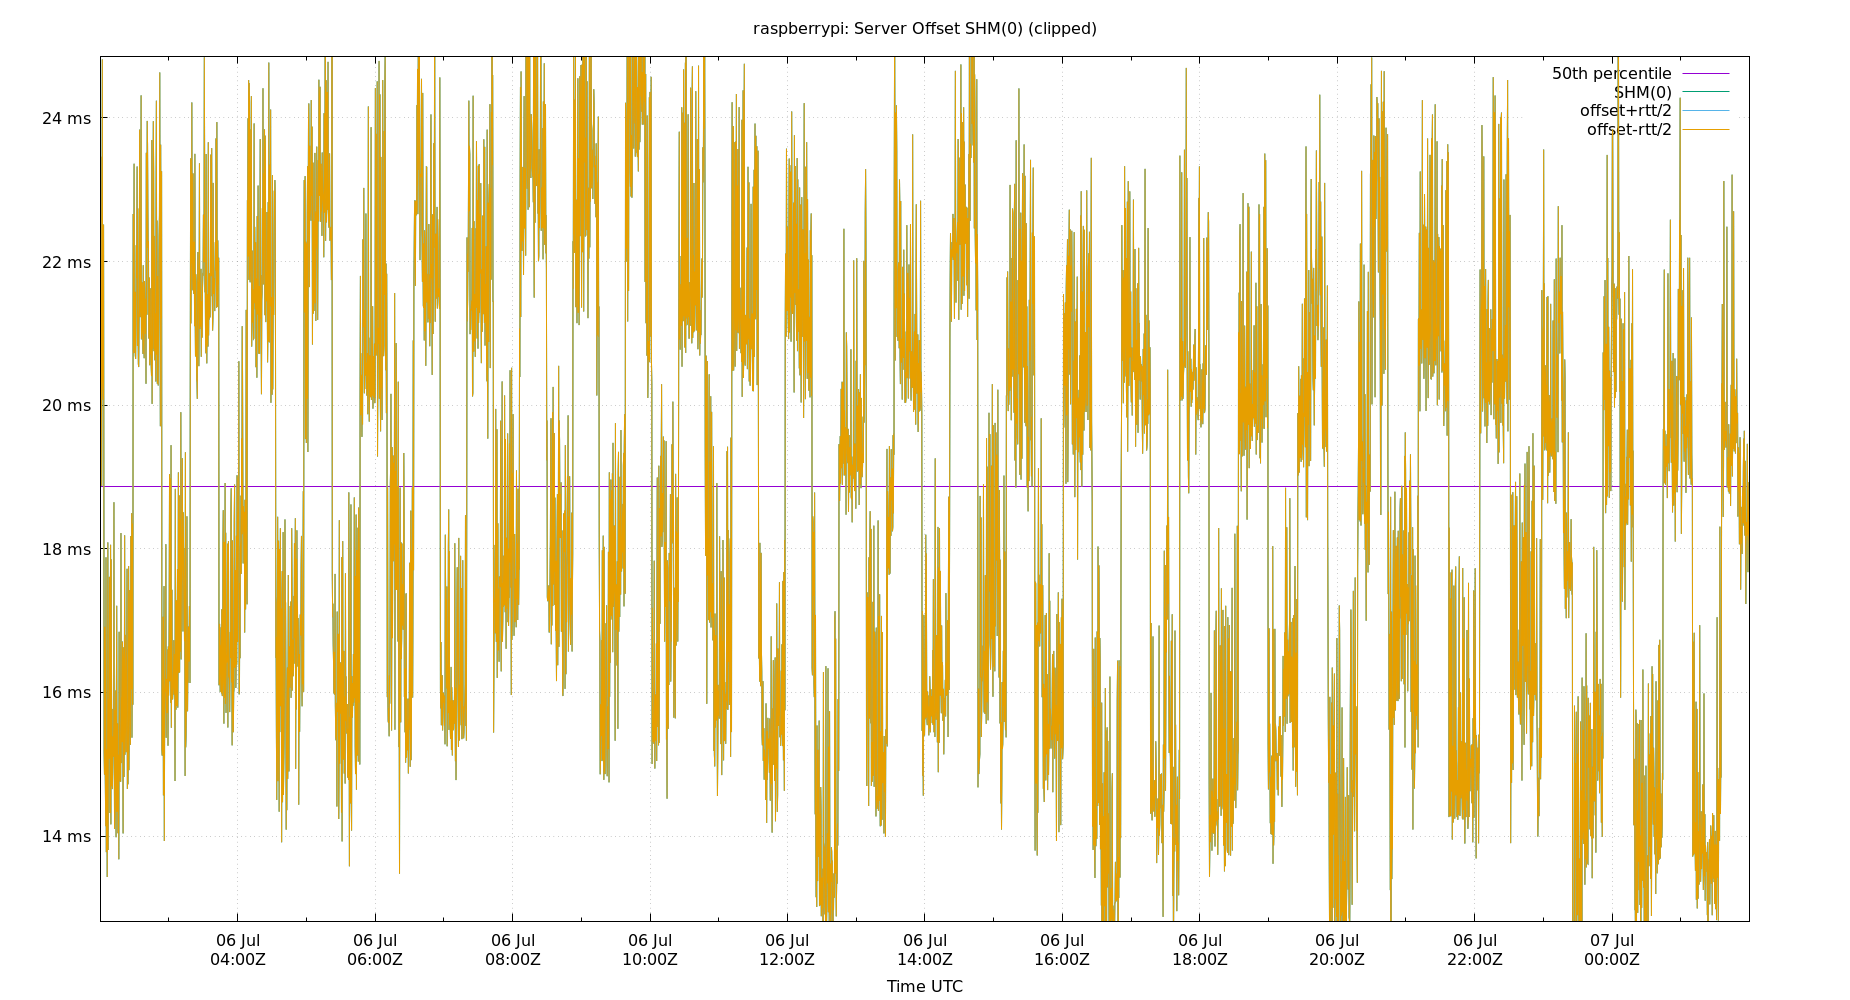 raspberrypi: Server Offset SHM(0) (clipped)
50th percentile
SHM(0)
offset+rtt/2
offset-rtt/2
24 ms
22 ms
20 ms
18 ms
16 ms
14 ms
06 Jul 06 Jul 06 Jul 06 Jul 06 Jul 06 Jul 06 Jul 06 Jul 06 Jul 06 Jul 07 Jul
04:00Z 06:00Z 08:00Z 10:00Z 12:00Z 14:00Z 16:00Z 18:00Z 20:00Z 22:00Z 00:00Z
Time UTC